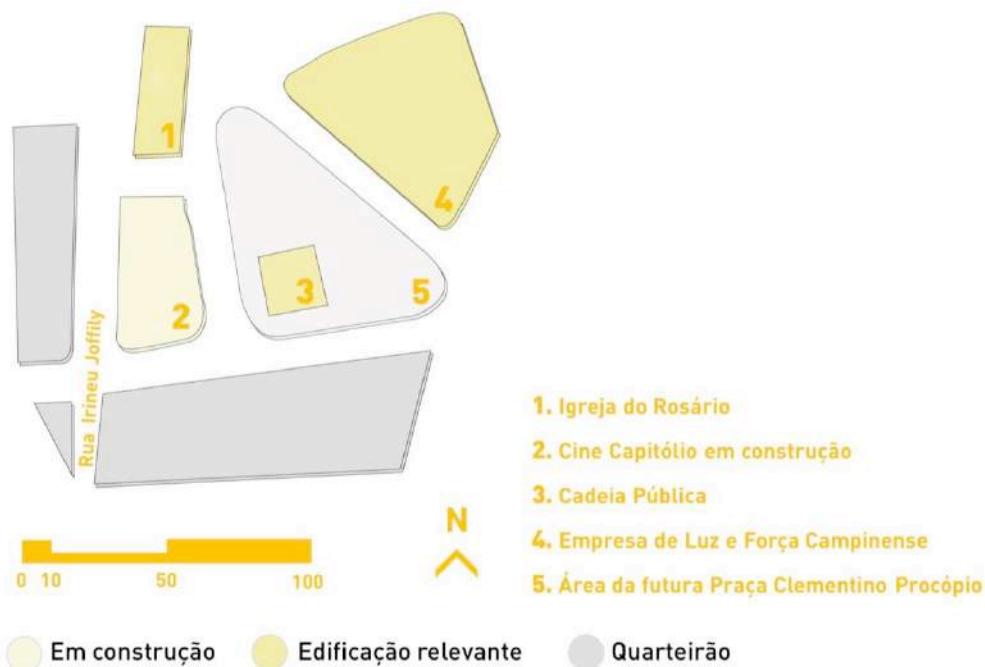 1
4
3
5
2
Rua Irineu Joffily
1. Igreja do Rosário
2. Cine Capitólio em construção
3. Cadeia Pública
4. Empresa de Luz e Força Campinense
5. Área da futura Praça Clementino Procópio
N
0 10 50 100
Em construção Edificação relevante Quarteirão